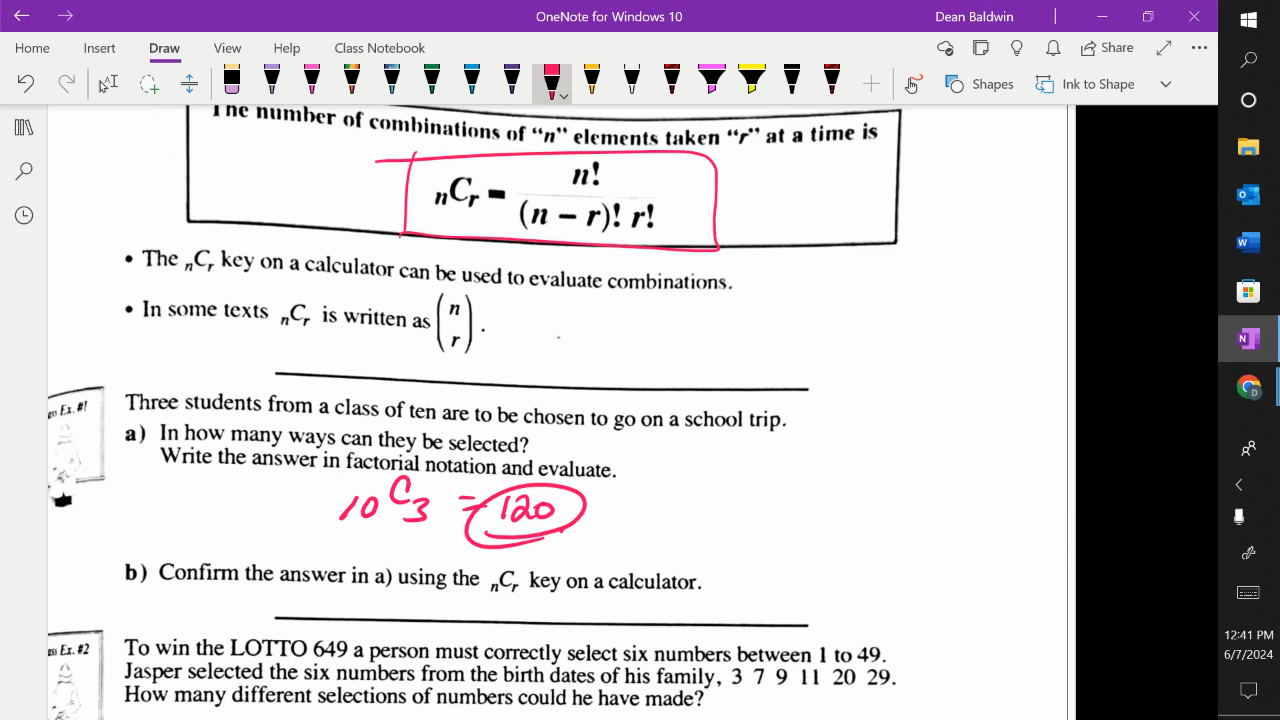 OneNote for Windows 10
Dean Baldwin
Home Insert Draw View Help Class Notebook
Share
Shapes
Ink to Shape
The number of combinations of “n” elements taken “r” at a time is
nCr = n! / (n − r)! r!
• The nCr key on a calculator can be used to evaluate combinations.
• In some texts nCr is written as (n r).
Ex. #1
Three students from a class of ten are to be chosen to go on a school trip.
a) In how many ways can they be selected?
Write the answer in factorial notation and evaluate.
10C3 = 120
b) Confirm the answer in a) using the nCr key on a calculator.
Ex. #2
To win the LOTTO 649 a person must correctly select six numbers between 1 to 49.
Jasper selected the six numbers from the birth dates of his family, 3 7 9 11 20 29.
How many different selections of numbers could he have made?
12:41 PM
6/7/2024